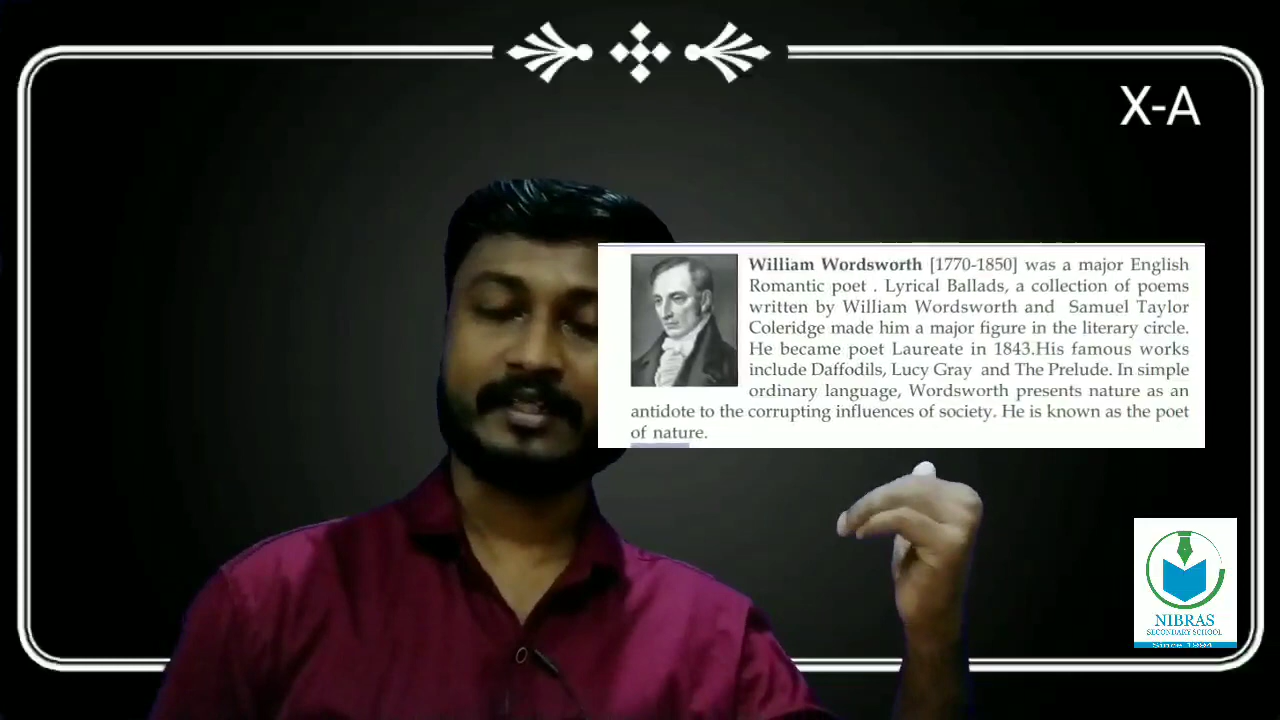 X-A
William Wordsworth [1770-1850] was a major English
Romantic poet . Lyrical Ballads, a collection of poems
written by William Wordsworth and Samuel Taylor
Coleridge made him a major figure in the literary circle.
He became poet Laureate in 1843.His famous works
include Daffodils, Lucy Gray and The Prelude. In simple
ordinary language, Wordsworth presents nature as an
antidote to the corrupting influences of society. He is known as the poet
of nature.
NIBRAS
SECONDARY SCHOOL
Since 1994